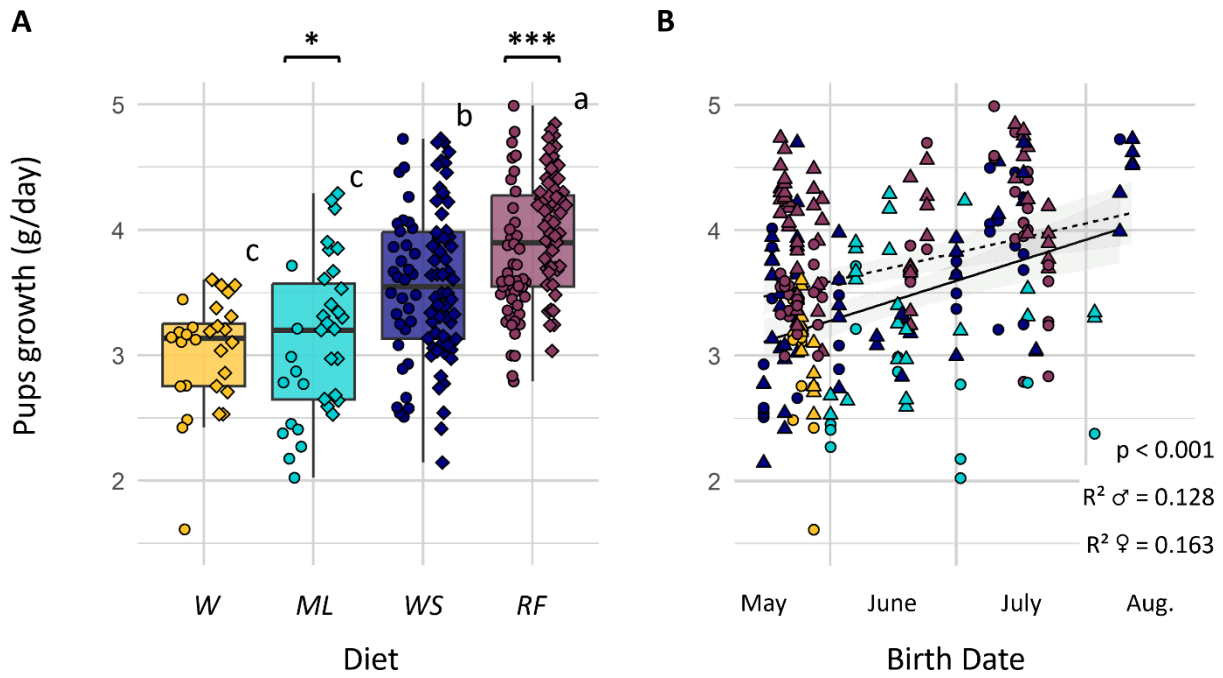 A
B
* ***
5
4
3
2
c
c
b
a
Pups growth (g/day)
W ML WS RF
Diet
5
4
3
2
p < 0.001
R² ♂ = 0.128
R² ♀ = 0.163
May June July Aug.
Birth Date